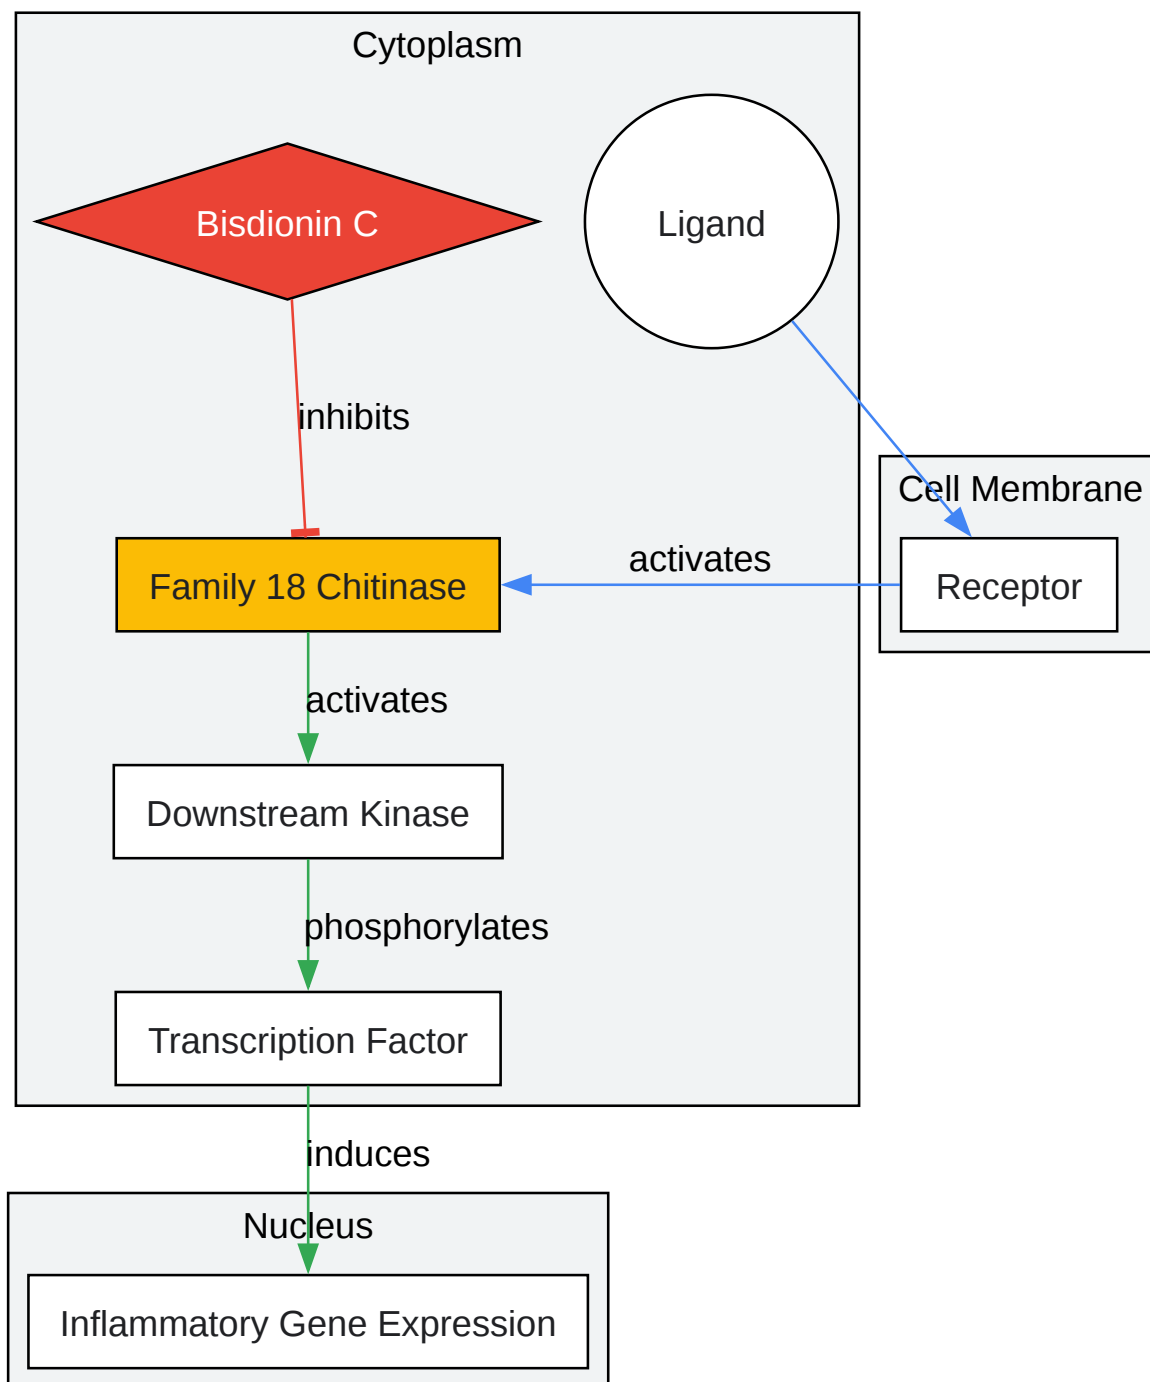 Cytoplasm
Bisdionin C
Ligand
inhibits
Cell Membrane
activates
Family 18 Chitinase
Receptor
activates
Downstream Kinase
phosphorylates
Transcription Factor
induces
Nucleus
Inflammatory Gene Expression